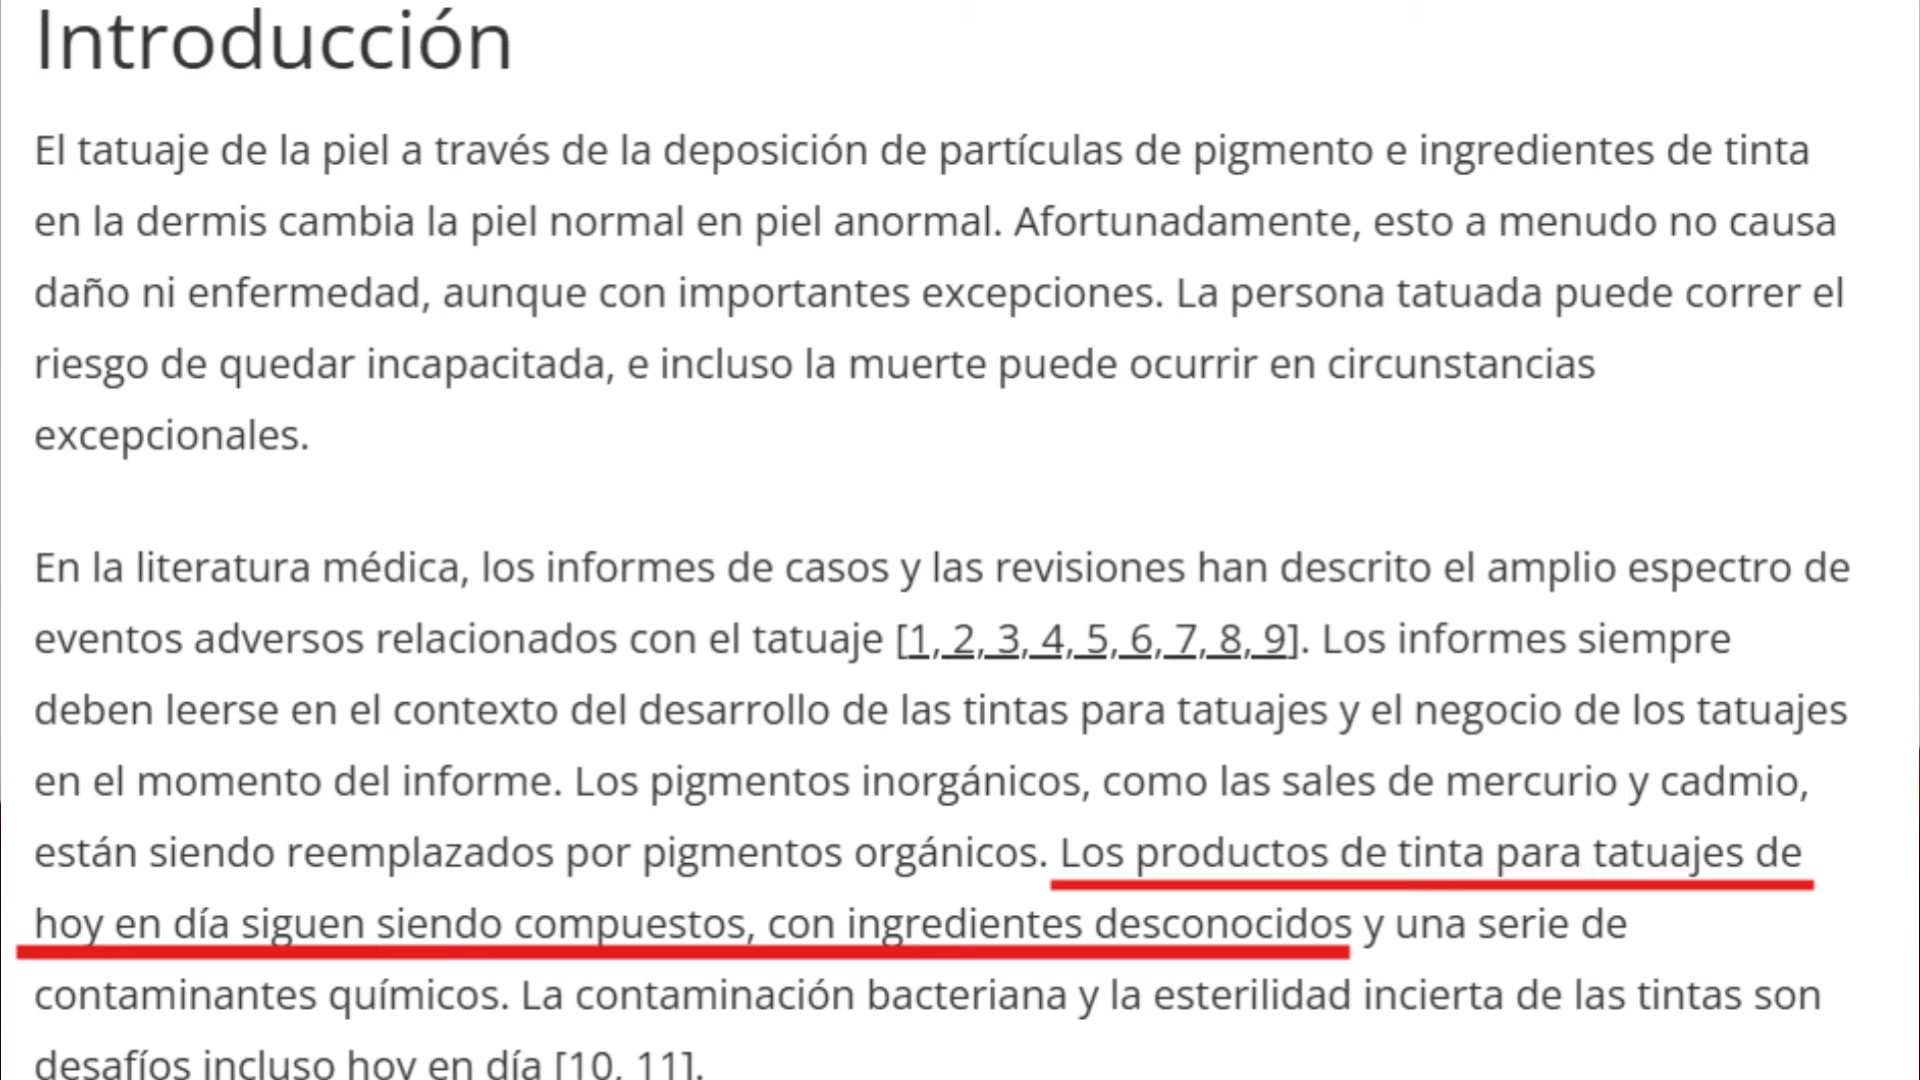 Introducción
El tatuaje de la piel a través de la deposición de partículas de pigmento e ingredientes de tinta
en la dermis cambia la piel normal en piel anormal. Afortunadamente, esto a menudo no causa
daño ni enfermedad, aunque con importantes excepciones. La persona tatuada puede correr el
riesgo de quedar incapacitada, e incluso la muerte puede ocurrir en circunstancias
excepcionales.
En la literatura médica, los informes de casos y las revisiones han descrito el amplio espectro de
eventos adversos relacionados con el tatuaje [1, 2, 3, 4, 5, 6, 7, 8, 9]. Los informes siempre
deben leerse en el contexto del desarrollo de las tintas para tatuajes y el negocio de los tatuajes
en el momento del informe. Los pigmentos inorgánicos, como las sales de mercurio y cadmio,
están siendo reemplazados por pigmentos orgánicos. Los productos de tinta para tatuajes de
hoy en día siguen siendo compuestos, con ingredientes desconocidos y una serie de
contaminantes químicos. La contaminación bacteriana y la esterilidad incierta de las tintas son
desafíos incluso hoy en día [10, 11].